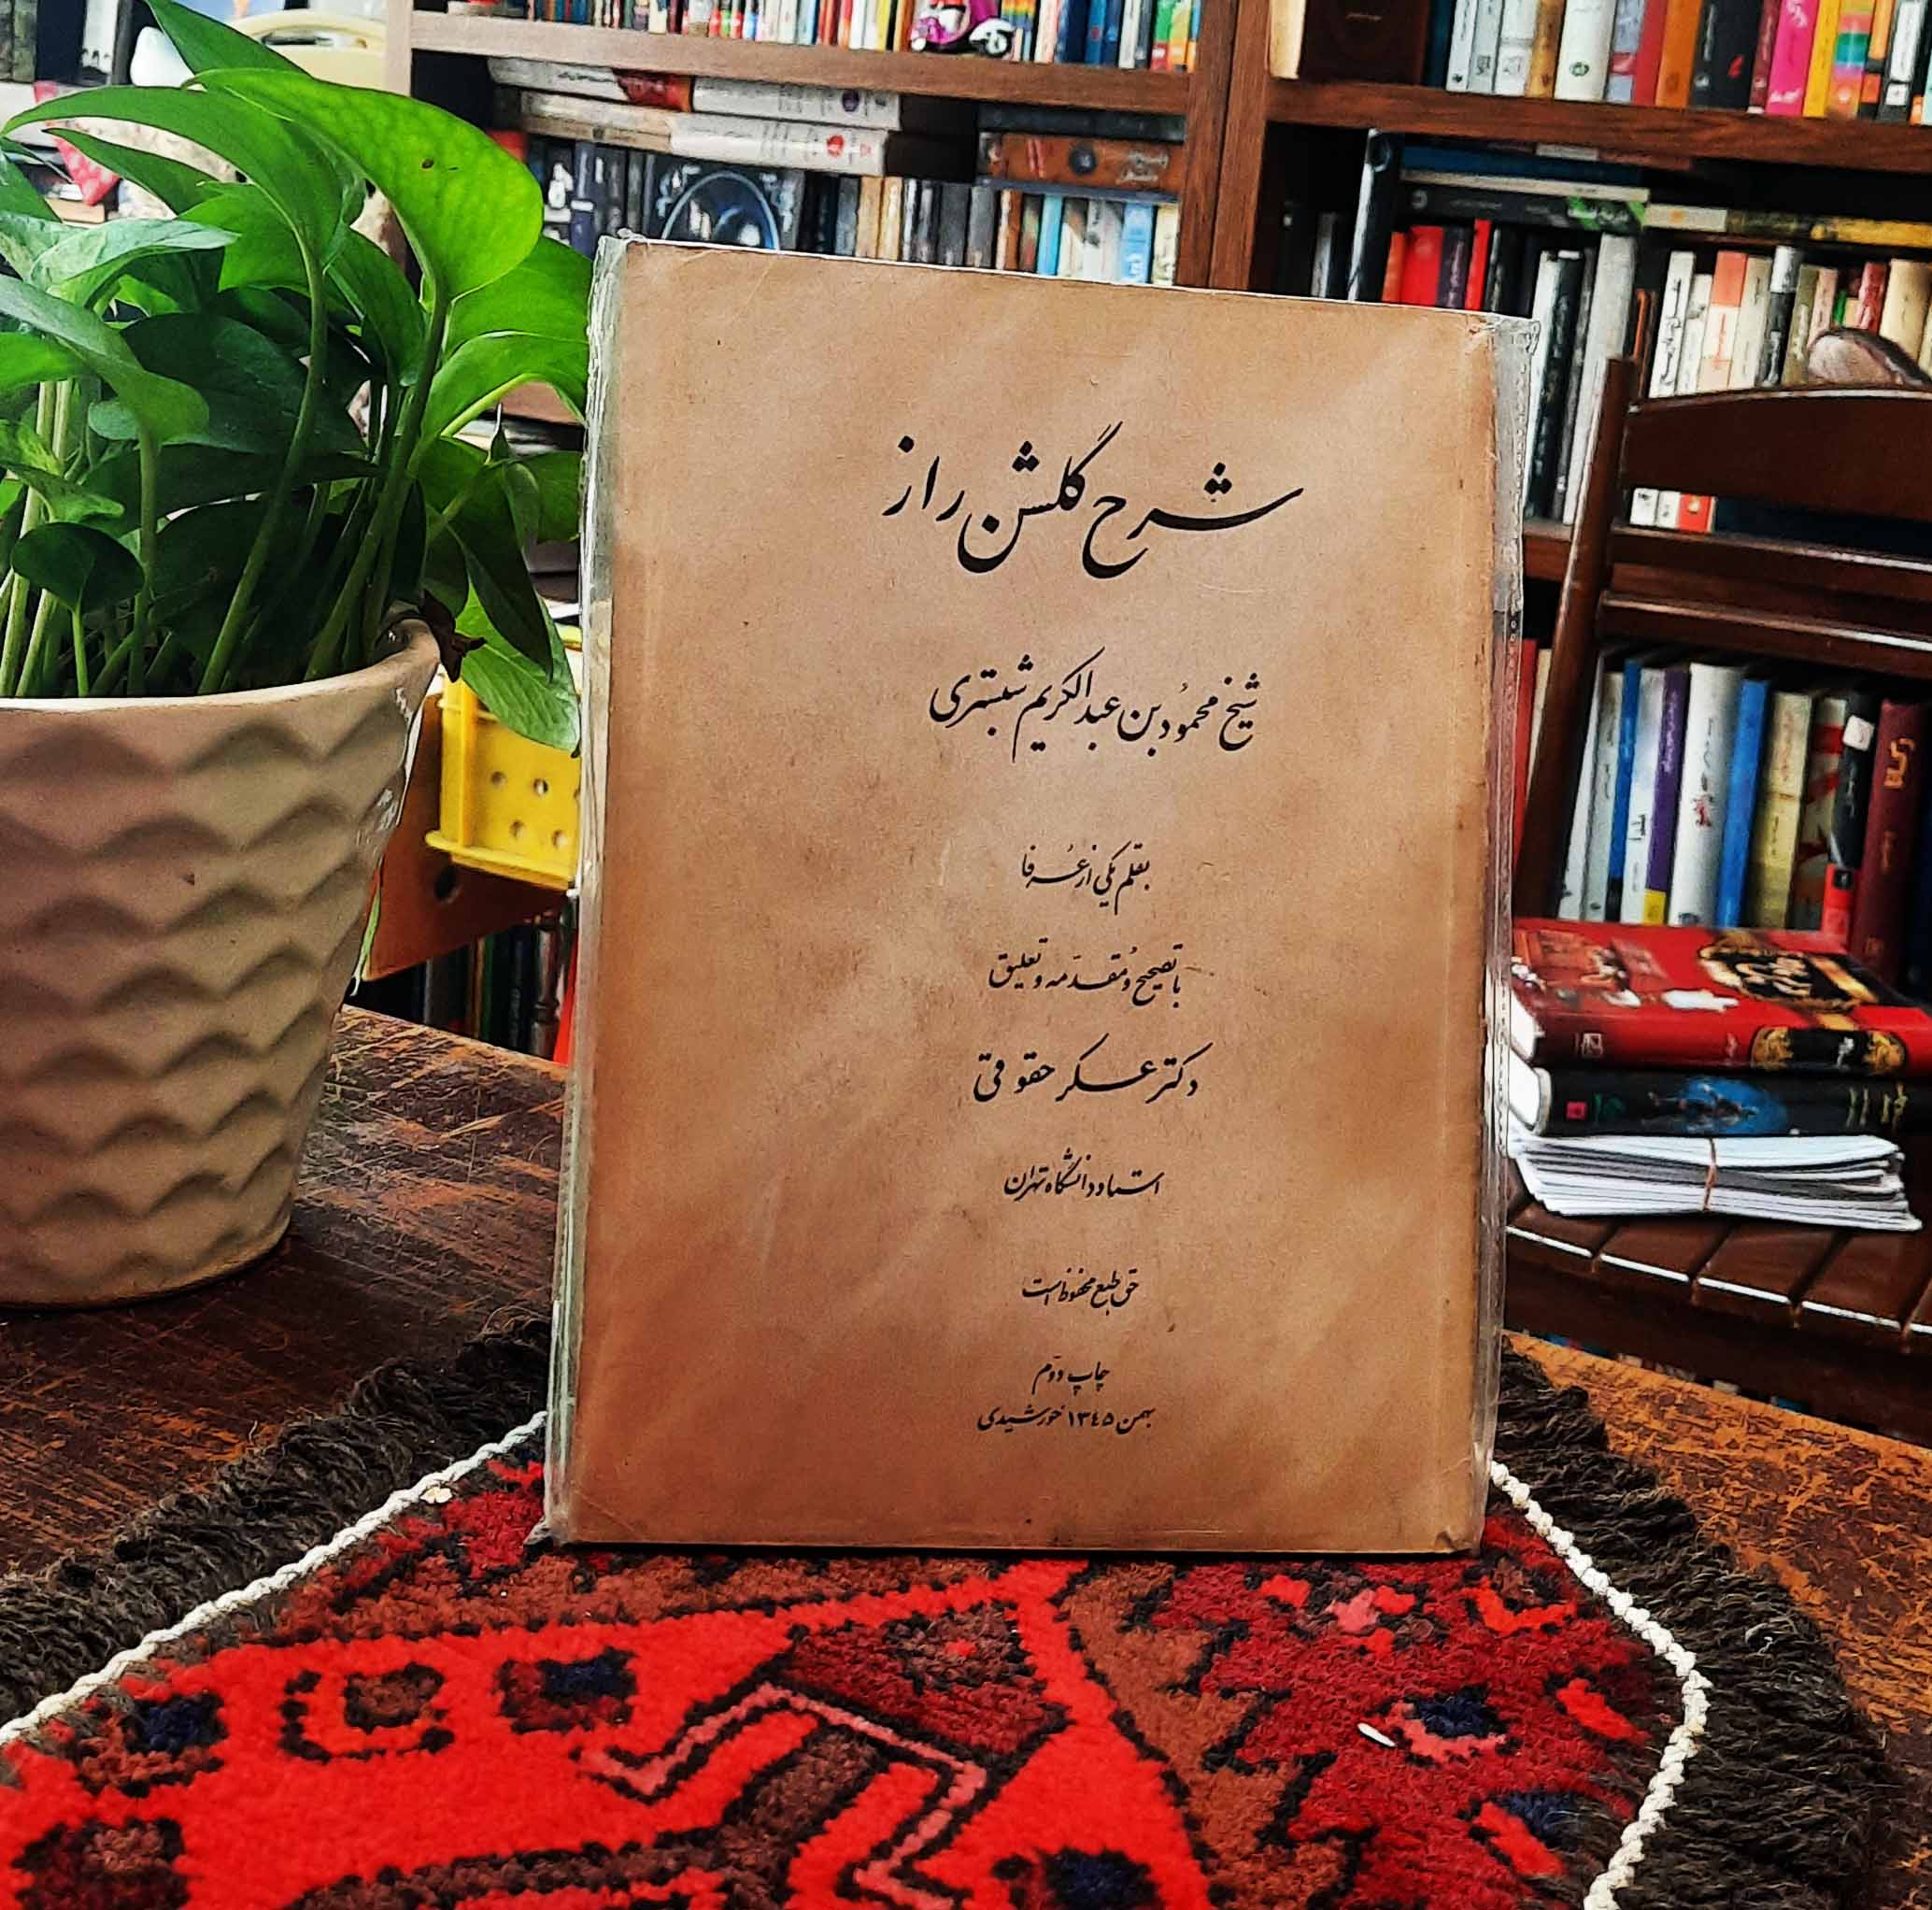 شرح گلشن راز
شیخ محمود بن عبدالکریم شبستری
بقلم یکی از عرفا
با تصحیح و مقدمه و تعلیق
دکتر عسکر حقوقی
استاد دانشگاه تهران
حق طبع محفوظ است
چاپ دوم
بهمن ۱۳۴۵ خورشیدی